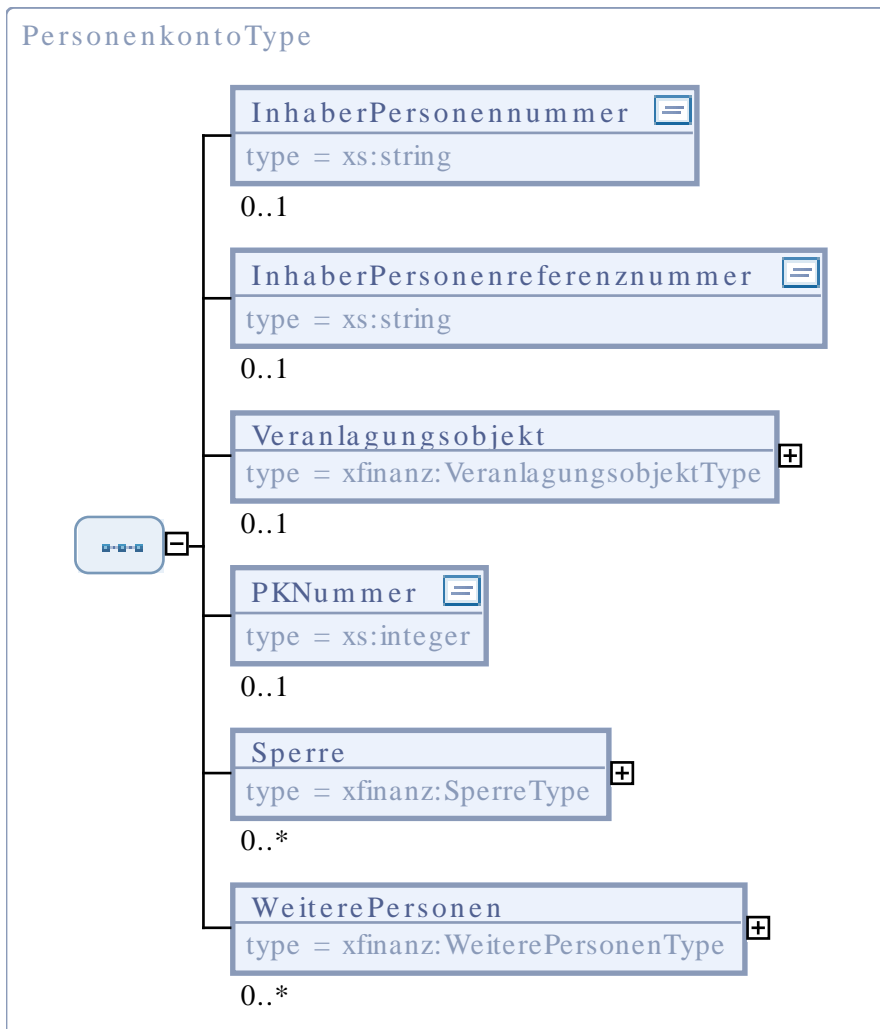 PersonenkontoType
InhaberPersonennummer
type = xs:string
0..1
InhaberPersonenreferenznummer
type = xs:string
0..1
Veranlagungsobjekt
type = xfinanz:VeranlagungsobjektType
0..1
PKNummer
type = xs:integer
0..1
Sperre
type = xfinanz:SperreType
0..*
WeiterePersonen
type = xfinanz:WeiterePersonenType
0..*